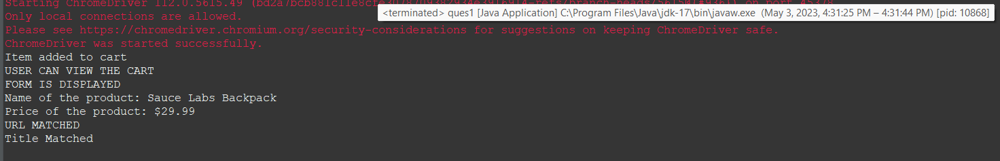 Starting ChromeDriver 112.0.5615.49 on port 45378
<terminated> ques1 [Java Application] C:\Program Files\Java\jdk-17\bin\javaw.exe (May 3, 2023, 4:31:25 PM – 4:31:44 PM) [pid: 10868]
Only local connections are allowed.
Please see https://chromedriver.chromium.org/security-considerations for suggestions on keeping ChromeDriver safe.
ChromeDriver was started successfully.
Item added to cart
USER CAN VIEW THE CART
FORM IS DISPLAYED
Name of the product: Sauce Labs Backpack
Price of the product: $29.99
URL MATCHED
Title Matched